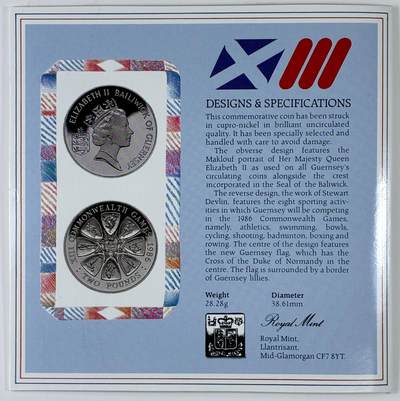 ELIZABETH II BAILIWICK OF GUERNSEY
XIII COMMONWEALTH GAMES 1986
TWO POUNDS
DESIGNS & SPECIFICATIONS
This commemorative coin has been struck
in cupro-nickel in brilliant uncirculated
quality. It has been specially selected and
handled with care to avoid damage.
The obverse design features the
Maklouf portrait of Her Majesty Queen
Elizabeth II as used on all Guernsey's
circulating coins alongside the crest
incorporated in the Seal of the Bailiwick.
The reverse design, the work of Stewart
Devlin, features the eight sporting activ-
ities in which Guernsey will be competing
in the 1986 Commonwealth Games,
namely, athletics, swimming, bowls,
cycling, shooting, badminton, boxing and
rowing. The centre of the design features
the new Guernsey flag, which has the
Cross of the Duke of Normandy in the
centre. The flag is surrounded by a border
of Guernsey lillies.
Weight Diameter
28.28g 38.61mm
Royal Mint
Royal Mint,
Llantrisant,
Mid-Glamorgan CF7 8YT.